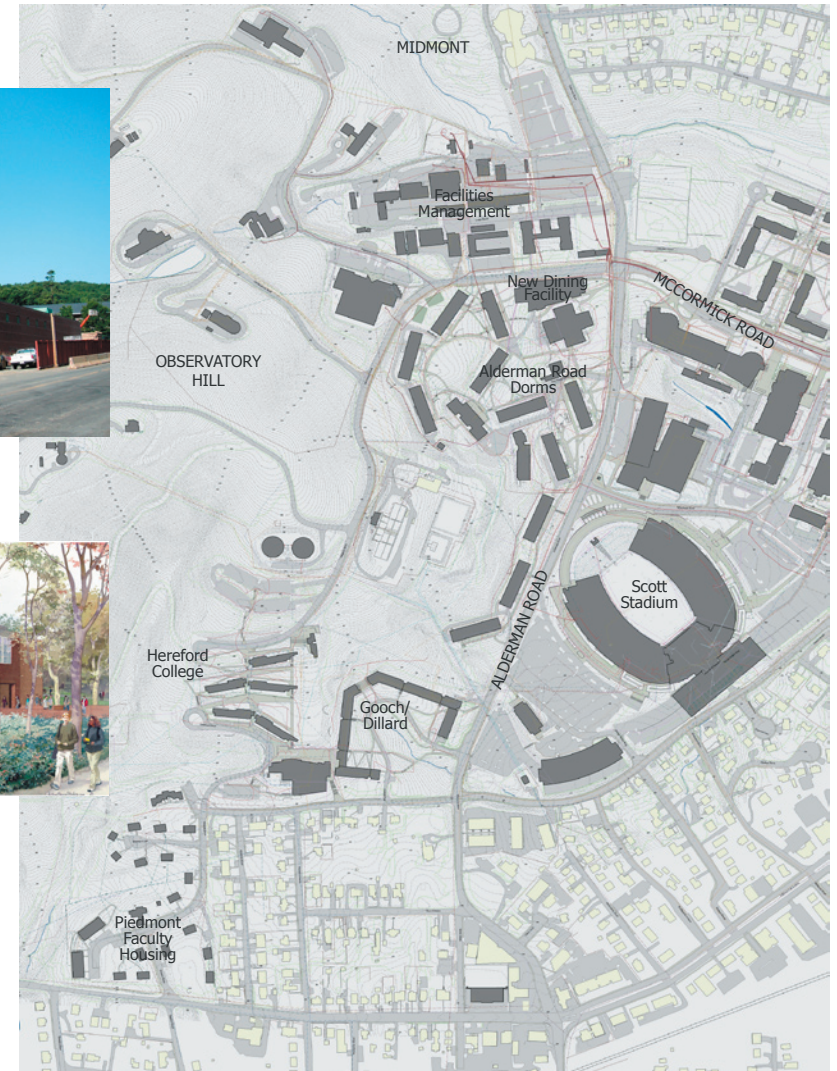 MIDMONT
Facilities
Management
New Dining
Facility
MCCORMICK ROAD
OBSERVATORY
HILL
Alderman Road
Dorms
Scott
Stadium
ALDERMAN ROAD
Hereford
College
Gooch/
Dillard
Piedmont
Faculty
Housing